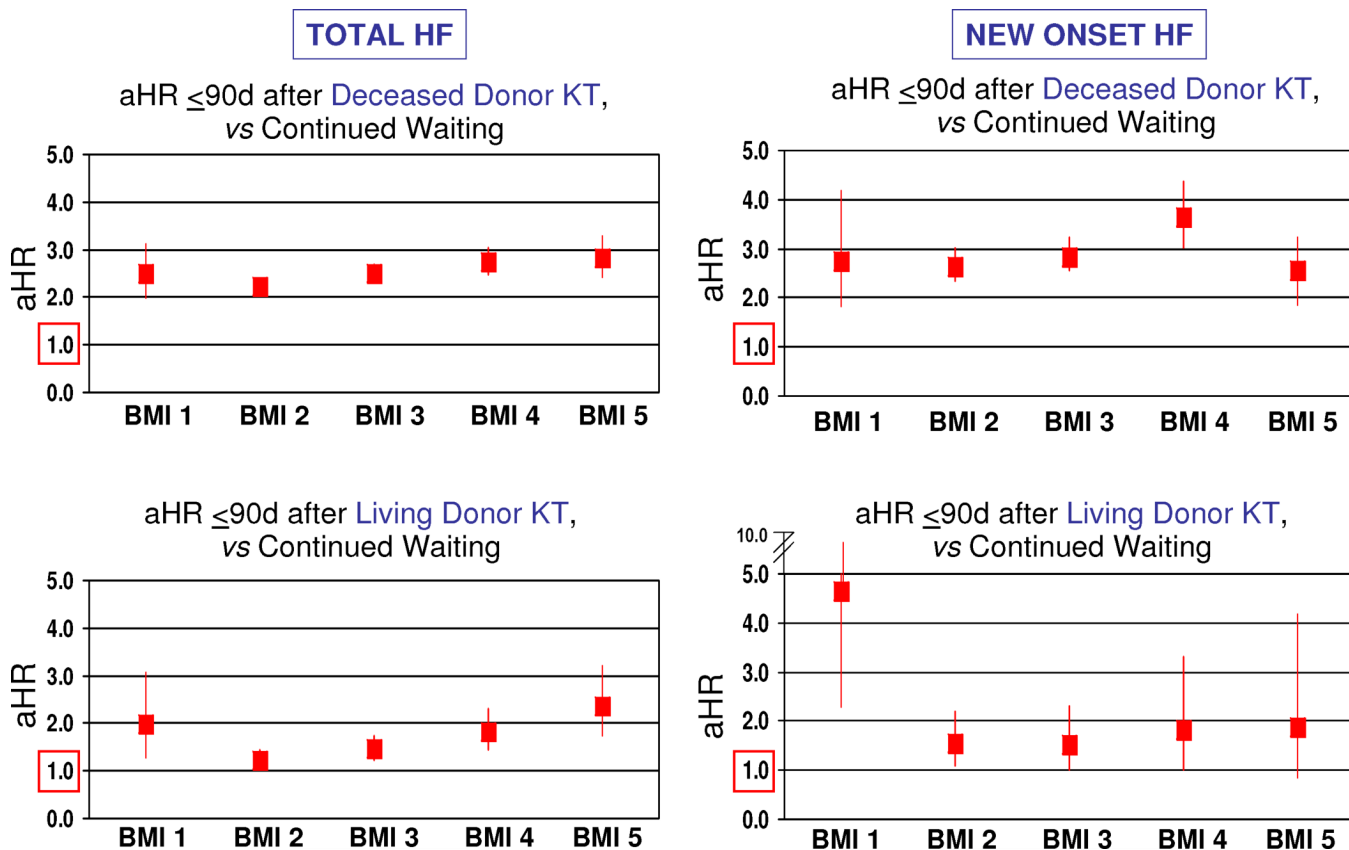 TOTAL HF
aHR ≤90d after Deceased Donor KT,
vs Continued Waiting
5.0
4.0
3.0
2.0
1.0
0.0
aHR
BMI 1 BMI 2 BMI 3 BMI 4 BMI 5
NEW ONSET HF
aHR ≤90d after Deceased Donor KT,
vs Continued Waiting
5.0
4.0
3.0
2.0
1.0
0.0
aHR
BMI 1 BMI 2 BMI 3 BMI 4 BMI 5
aHR ≤90d after Living Donor KT,
vs Continued Waiting
5.0
4.0
3.0
2.0
1.0
0.0
aHR
BMI 1 BMI 2 BMI 3 BMI 4 BMI 5
aHR ≤90d after Living Donor KT,
vs Continued Waiting
10.0
5.0
4.0
3.0
2.0
1.0
0.0
aHR
BMI 1 BMI 2 BMI 3 BMI 4 BMI 5